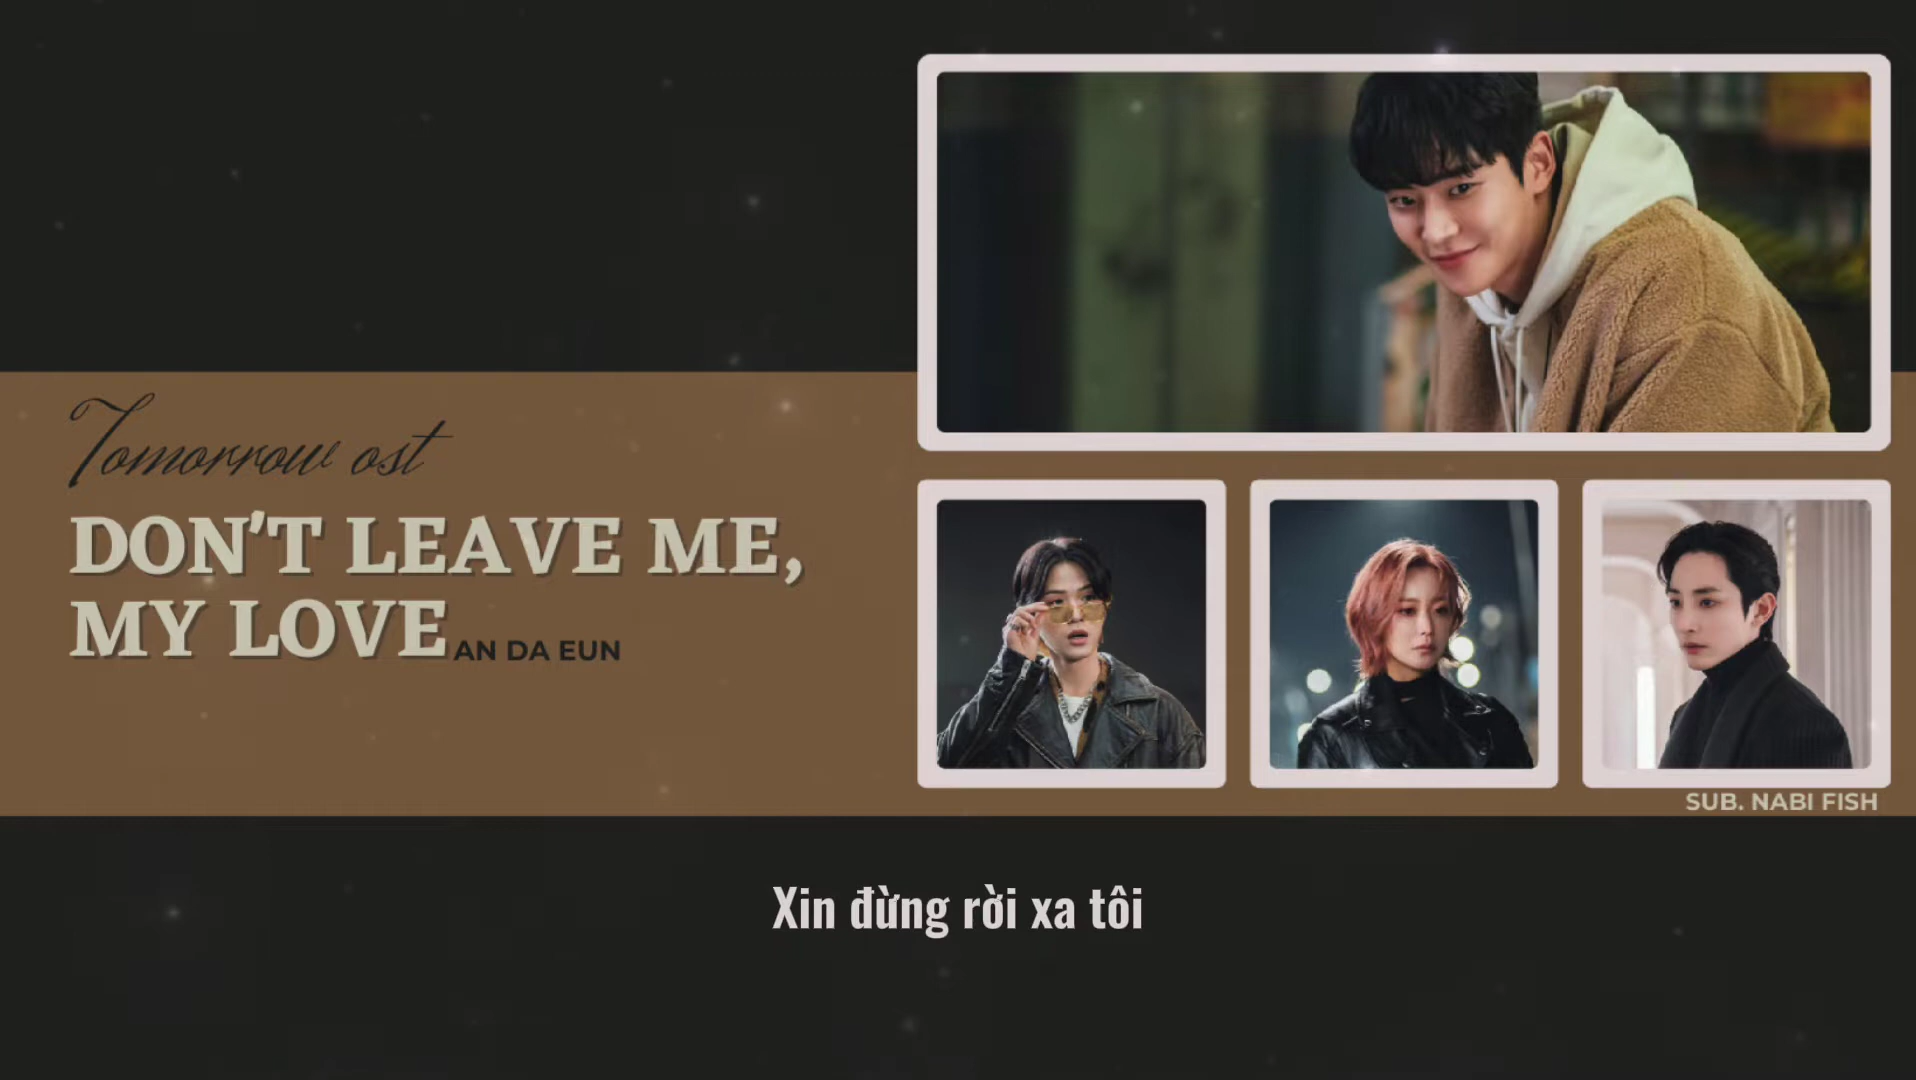 Tomorrow ost
DON'T LEAVE ME,
MY LOVE AN DA EUN
SUB. NABI FISH
Xin đừng rời xa tôi